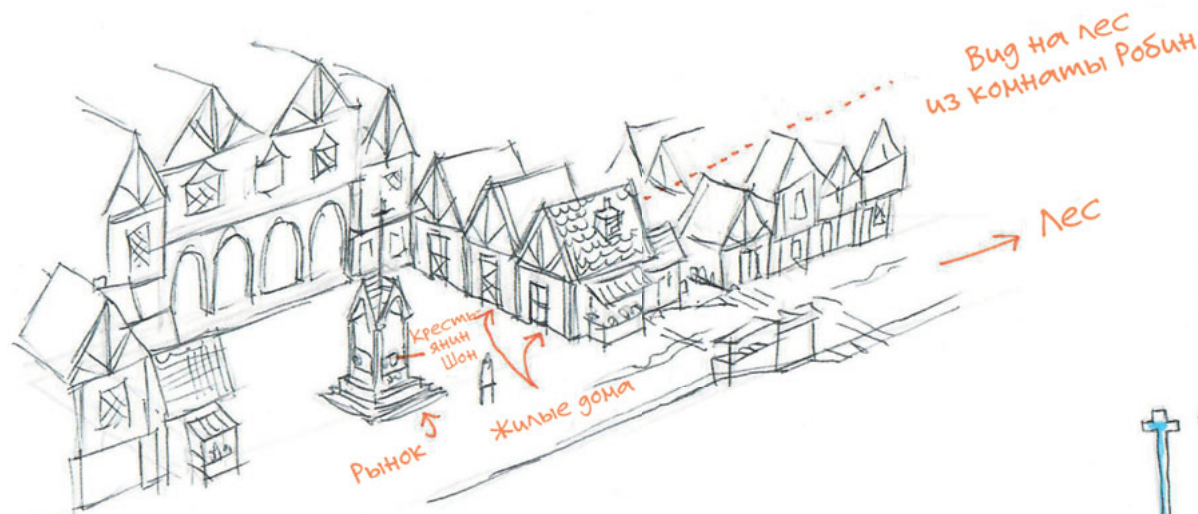 Вид на лес
из комнаты Робин
Лес
Кресть-
янин
Шон
Жилые дома
Рынок